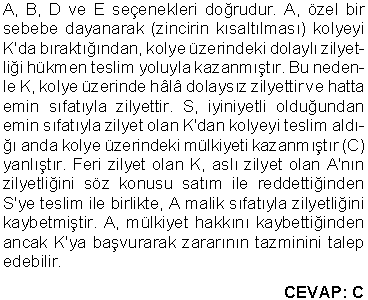 A, B, D ve E seçenekleri doğrudur. A, özel bir
sebebe dayanarak (zincirin kısaltılması) kolyeyi
K'da bıraktığından, kolye üzerindeki dolaylı zilyet-
liği hükmen teslim yoluyla kazanmıştır. Bu neden-
le K, kolye üzerinde hâlâ dolaysız zilyettir ve hatta
emin sıfatıyla zilyettir. S, iyiniyetli olduğundan
emin sıfatıyla zilyet olan K'dan kolyeyi teslim aldı-
ğı anda kolye üzerindeki mülkiyeti kazanmıştır (C)
yanlıştır. Feri zilyet olan K, aslı zilyet olan A'nın
zilyetliğini söz konusu satım ile reddettiğinden
S'ye teslim ile birlikte, A malik sıfatıyla zilyetliğini
kaybetmiştir. A, mülkiyet hakkını kaybettiğinden
ancak K'ya başvurarak zararının tazminini talep
edebilir.
CEVAP: C